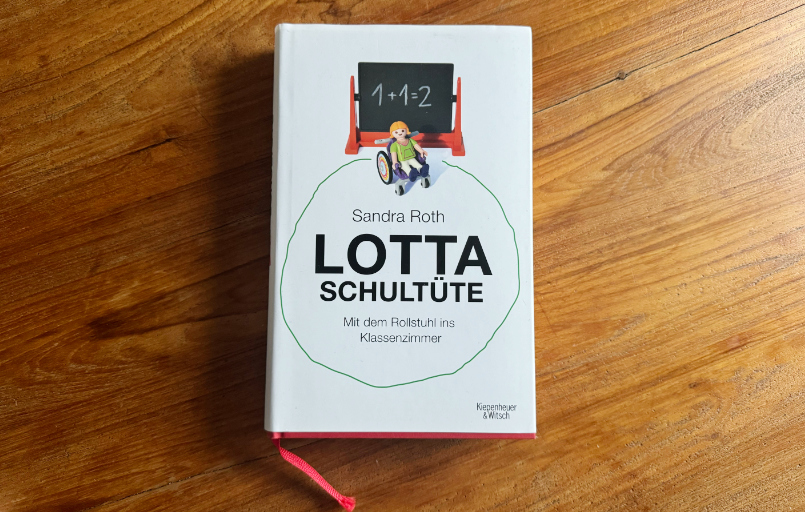 1+1=2
Sandra Roth
LOTTA
SCHULTÜTE
Mit dem Rollstuhl ins
Klassenzimmer
Kiepenheuer
&Witsch